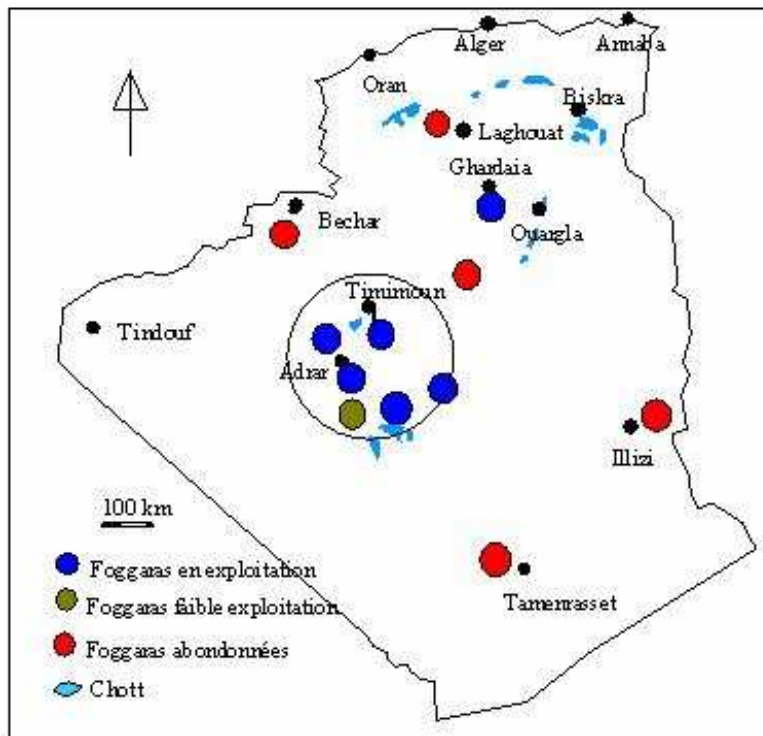 Alger
Annaba
Oran
Biskra
Laghouat
Ghardaia
Ouargla
Bechar
Timimoun
Tindouf
Adrar
Illizi
100 km
Foggaras en exploitation
Foggaras faible exploitation
Tamenrasset
Foggaras abondonnées
Chott